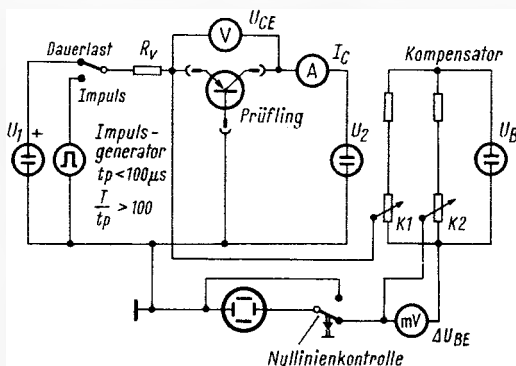 U_CE
V
Dauerlast
R_V
I_C
A
Kompensator
Impuls
Prüfling
U_1 +
Impuls-
generator
tp<100µs
T/tp > 100
U_2
U_B
K1
K2
mV
ΔU_BE
Nullinienkontrolle